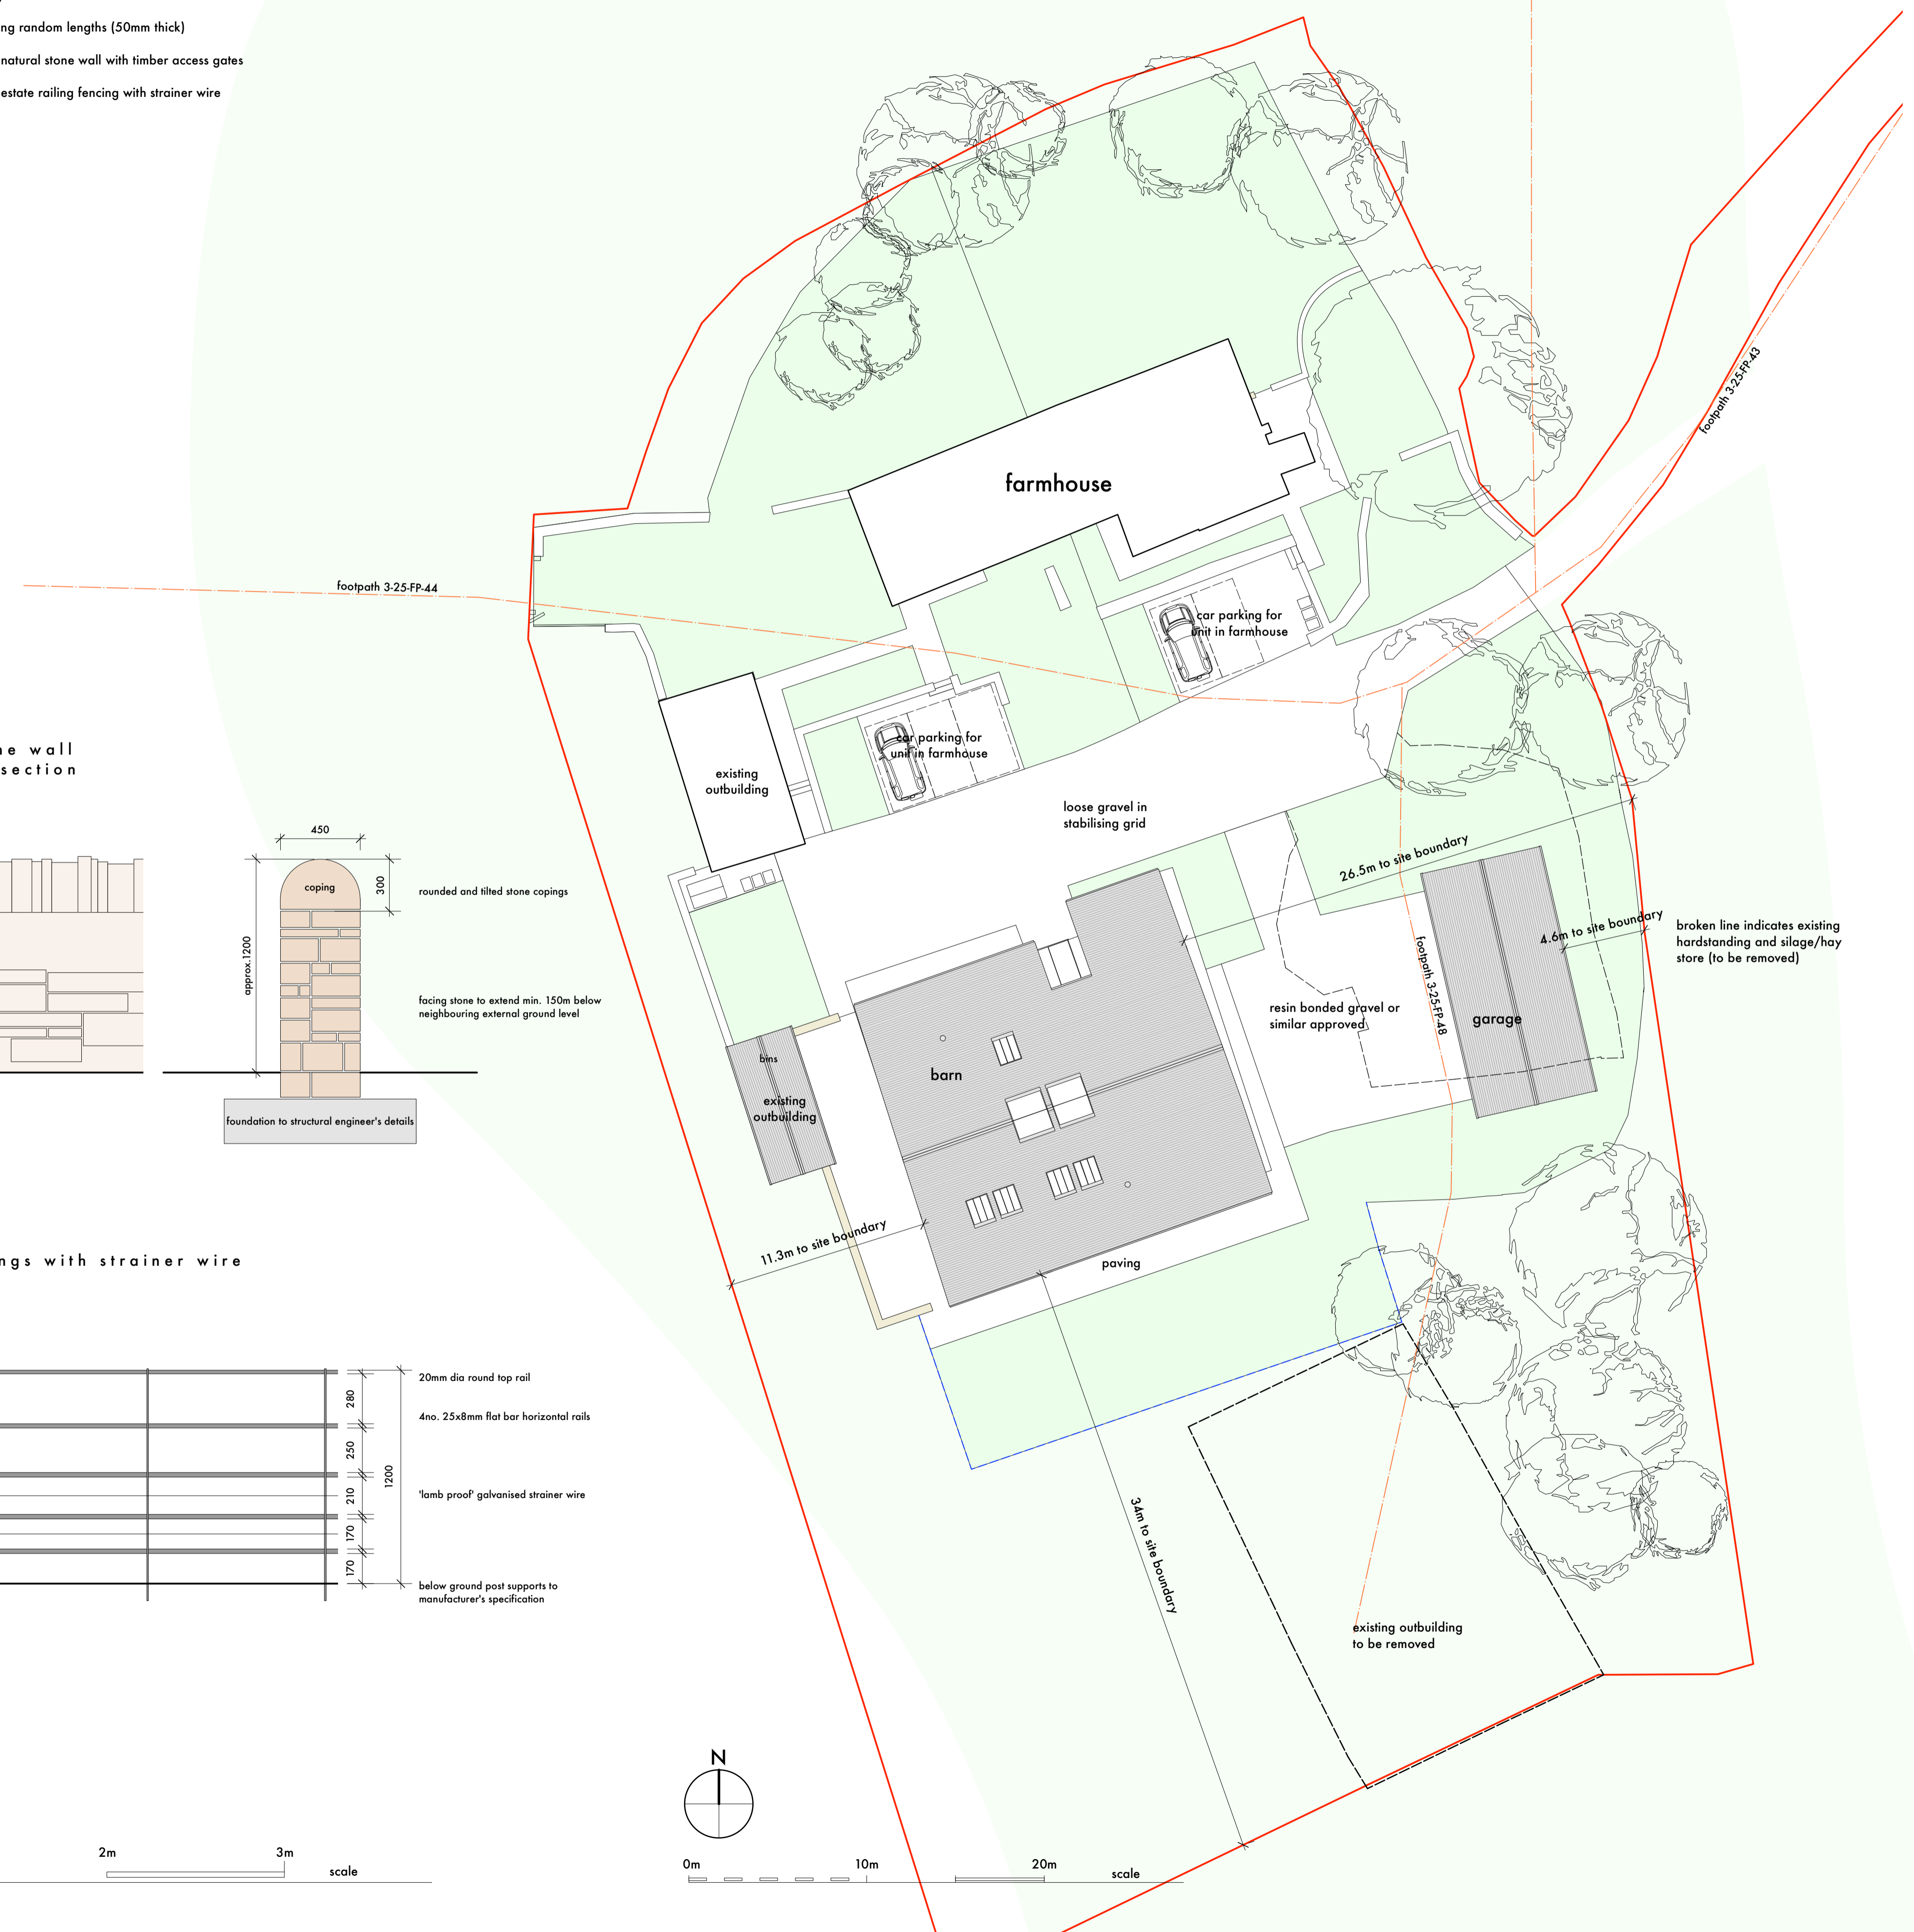 ng random lengths (50mm thick)
natural stone wall with timber access gates
estate railing fencing with strainer wire
footpath 3-25-FP-43
farmhouse
footpath 3-25-FP-44
car parking for
unit in farmhouse
car parking for
unit in farmhouse
existing
outbuilding
loose gravel in
stabilising grid
ne wall
section
450
coping
300
approx.1200
rounded and tilted stone copings
facing stone to extend min. 150m below
neighbouring external ground level
foundation to structural engineer's details
26.5m to site boundary
4.6m to site boundary
broken line indicates existing
hardstanding and silage/hay
store (to be removed)
footpath 3-25-FP-48
resin bonded gravel or
similar approved
garage
bins
existing
outbuilding
barn
11.3m to site boundary
paving
ngs with strainer wire
20mm dia round top rail
280
4no. 25x8mm flat bar horizontal rails
250
1200
210
'lamb proof' galvanised strainer wire
170
170
below ground post supports to
manufacturer's specification
34m to site boundary
existing outbuilding
to be removed
N
2m
3m
scale
0m
10m
20m
scale